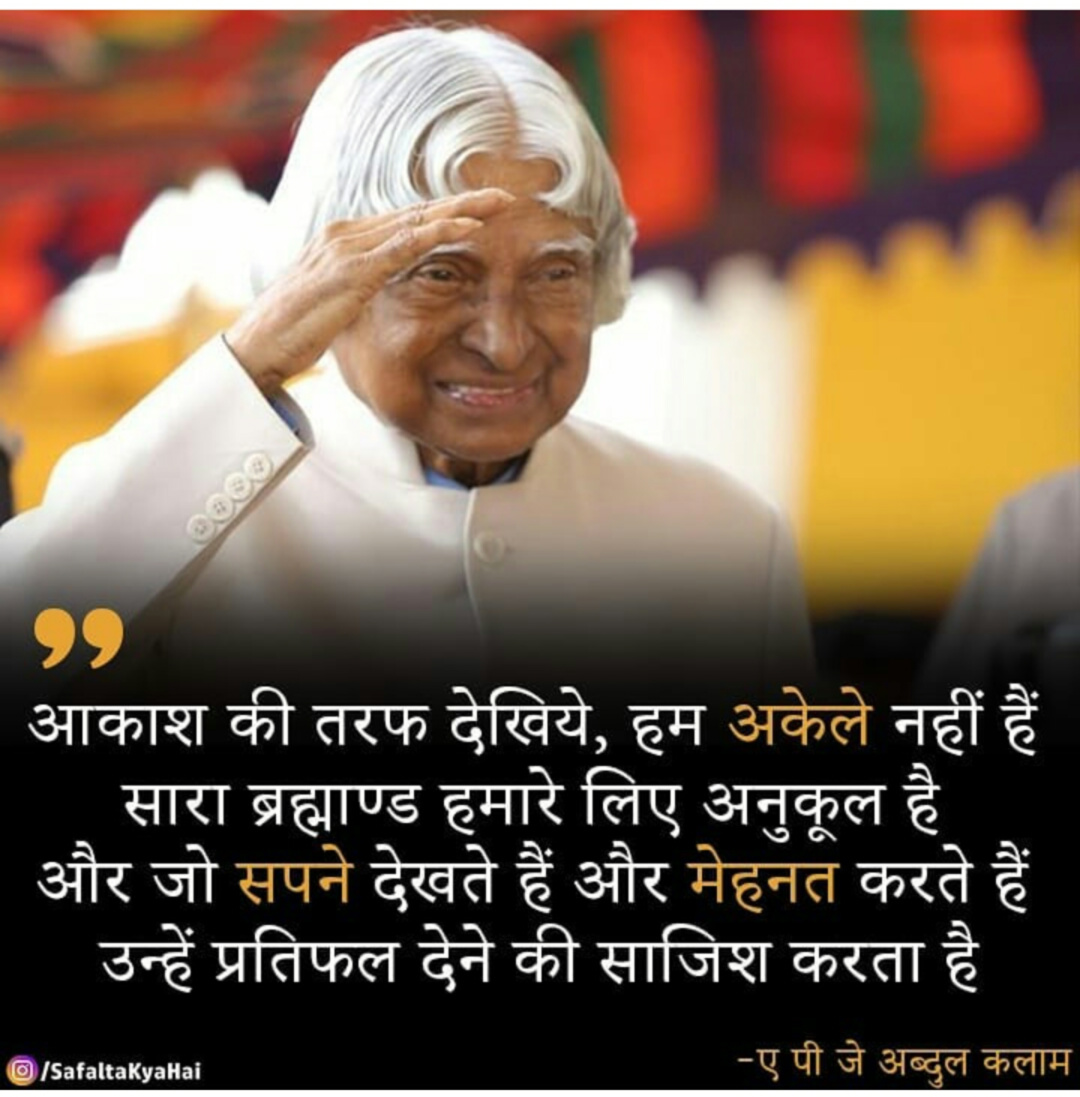 आकाश की तरफ देखिये, हम अकेले नहीं हैं
सारा ब्रह्माण्ड हमारे लिए अनुकूल है
और जो सपने देखते हैं और मेहनत करते हैं
उन्हें प्रतिफल देने की साजिश करता है
-ए पी जे अब्दुल कलाम
/SafaltaKyaHai